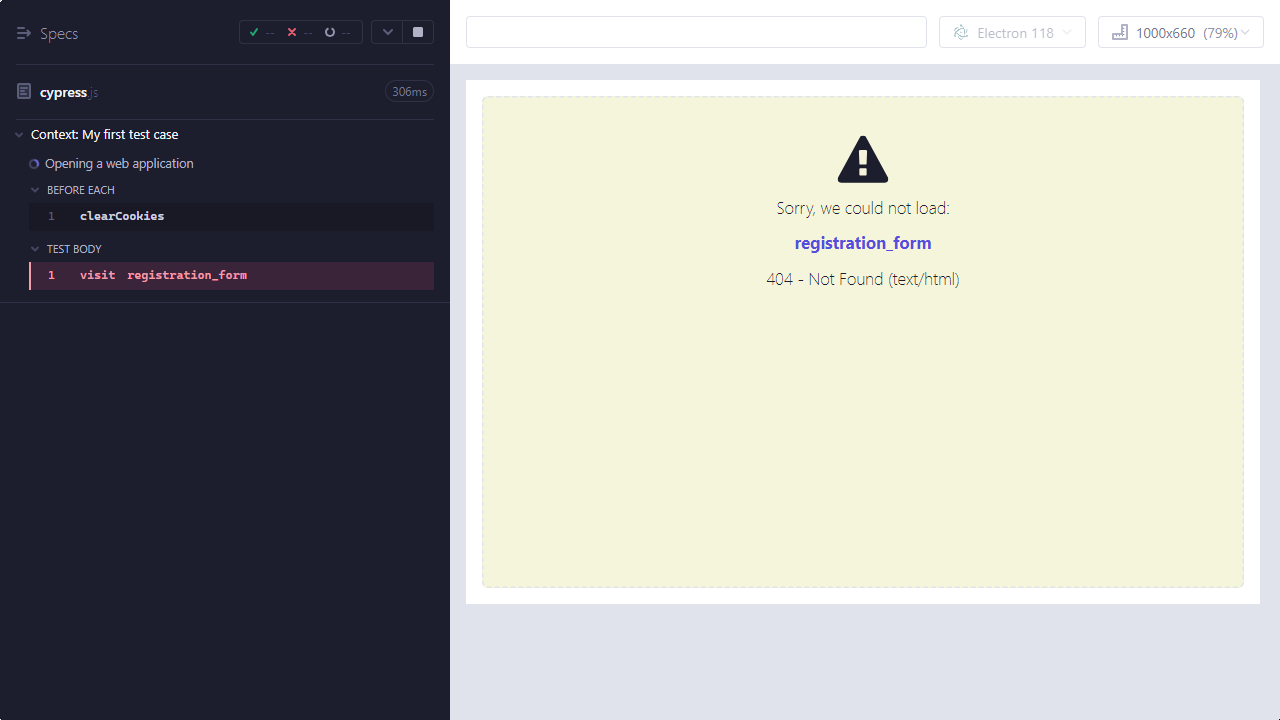 Specs
--
--
--
Electron 118
1000x660 (79%)
cypress.js
306ms
Context: My first test case
Opening a web application
BEFORE EACH
1 clearCookies
TEST BODY
1 visit registration_form
Sorry, we could not load:
registration_form
404 - Not Found (text/html)